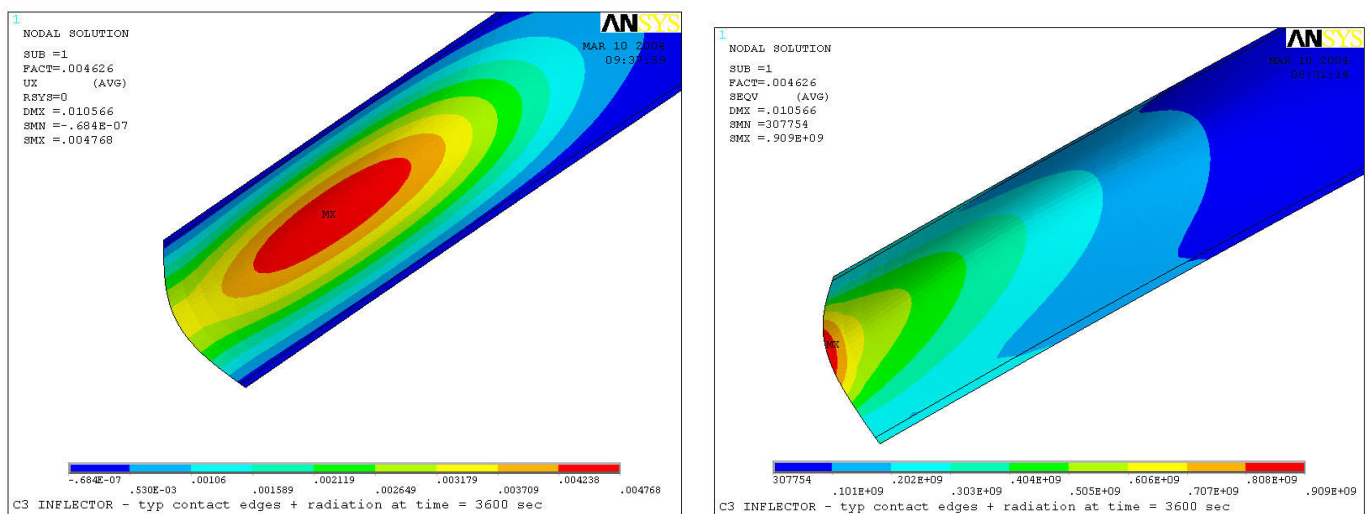 1
ANSYS
NODAL SOLUTION
MAR 10 2004
09:37:59
SUB =1
FACT=.004626
UX (AVG)
RSYS=0
DMX =.010566
SMN =-.684E-07
SMX =.004768
MX
-.684E-07 .00106 .002119 .003179 .004238
.530E-03 .001589 .002649 .003709 .004768
C3 INFLECTOR - typ contact edges + radiation at time = 3600 sec
1
ANSYS
NODAL SOLUTION
MAR 10 2004
SUB =1
FACT=.004626
SEQV (AVG)
DMX =.010566
SMN =307754
SMX =.909E+09
MX
307754 .202E+09 .404E+09 .606E+09 .808E+09
.101E+09 .303E+09 .505E+09 .707E+09 .909E+09
C3 INFLECTOR - typ contact edges + radiation at time = 3600 sec